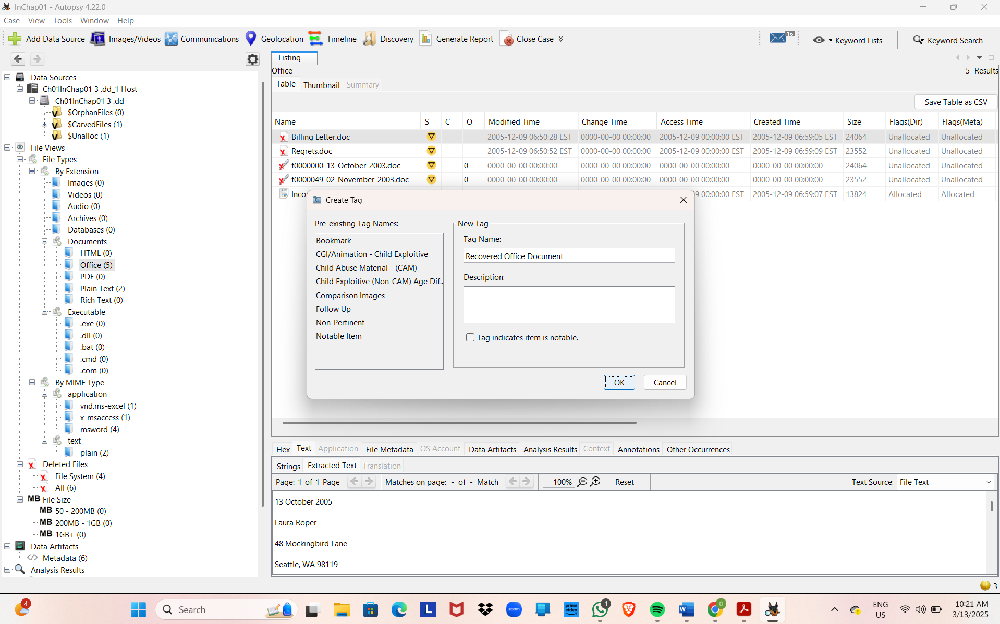 InChap01 - Autopsy 4.22.0
Case View Tools Window Help
Add Data Source Images/Videos Communications Geolocation Timeline Discovery Generate Report Close Case 16 Keyword Lists Keyword Search
Data Sources
Ch01InChap01 3 .dd_1 Host
Ch01InChap01 3 .dd
$OrphanFiles (0)
$CarvedFiles (1)
$Unalloc (1)
File Views
File Types
By Extension
Images (0)
Videos (0)
Audio (0)
Archives (0)
Databases (0)
Documents
HTML (0)
Office (5)
PDF (0)
Plain Text (2)
Rich Text (0)
Executable
.exe (0)
.dll (0)
.bat (0)
.cmd (0)
.com (0)
By MIME Type
application
vnd.ms-excel (1)
x-msaccess (1)
msword (4)
text
plain (2)
Deleted Files
File System (4)
All (6)
MB File Size
MB 50 - 200MB (0)
MB 200MB - 1GB (0)
MB 1GB+ (0)
Data Artifacts
Metadata (6)
Analysis Results
Listing
Office 5 Results
Table Thumbnail Summary
Save Table as CSV
Name S C O Modified Time Change Time Access Time Created Time Size Flags(Dir) Flags(Meta)
Billing Letter.doc 2005-12-09 06:50:28 EST 0000-00-00 00:00:00 2005-12-09 00:00:00 EST 2005-12-09 06:59:05 EST 24064 Unallocated Unallocated
Regrets.doc 2005-12-09 06:50:52 EST 0000-00-00 00:00:00 2005-12-09 00:00:00 EST 2005-12-09 06:59:09 EST 23552 Unallocated Unallocated
f0000000_13_October_2003.doc 0 0000-00-00 00:00:00 0000-00-00 00:00:00 0000-00-00 00:00:00 0000-00-00 00:00:00 24064 Unallocated Unallocated
f0000049_02_November_2003.doc 0 0000-00-00 00:00:00 0000-00-00 00:00:00 0000-00-00 00:00:00 0000-00-00 00:00:00 23552 Unallocated Unallocated
9 00:00:00 EST 2005-12-09 06:59:07 EST 13824 Allocated Allocated
Create Tag
Pre-existing Tag Names:
Bookmark
CGI/Animation - Child Exploitive
Child Abuse Material - (CAM)
Child Exploitive (Non-CAM) Age Dif..
Comparison Images
Follow Up
Non-Pertinent
Notable Item
New Tag
Tag Name:
Recovered Office Document
Description:
Tag indicates item is notable.
OK Cancel
Hex Text Application File Metadata OS Account Data Artifacts Analysis Results Context Annotations Other Occurrences
Strings Extracted Text Translation
Page: 1 of 1 Page Matches on page: - of - Match 100% Reset Text Source: File Text
13 October 2005
Laura Roper
48 Mockingbird Lane
Seattle, WA 98119
3
4 Search L zoom prime video 1 W 0 ENG US 10:21 AM
3/13/2025